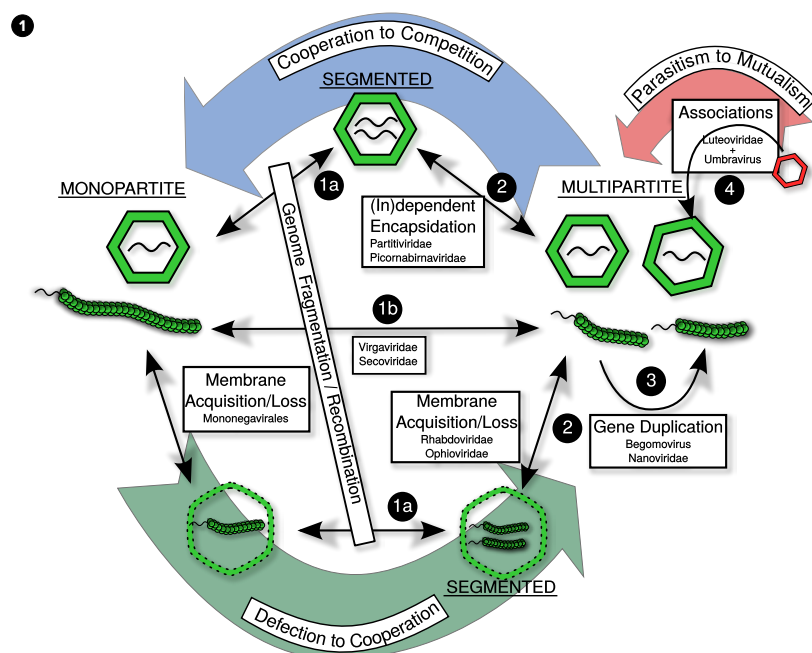 1
Cooperation to Competition
Parasitism to Mutualism
SEGMENTED
Associations
Luteoviridae
+
Umbravirus
1a
2
4
MONOPARTITE
MULTIPARTITE
(In)dependent
Encapsidation
Partitiviridae
Picornabirnaviridae
Genome Fragmentation / Recombination
1b
Virgaviridae
Secoviridae
3
Membrane
Acquisition/Loss
Mononegavirales
Membrane
Acquisition/Loss
Rhabdoviridae
Ophioviridae
2
Gene Duplication
Begomovirus
Nanoviridae
1a
SEGMENTED
Defection to Cooperation